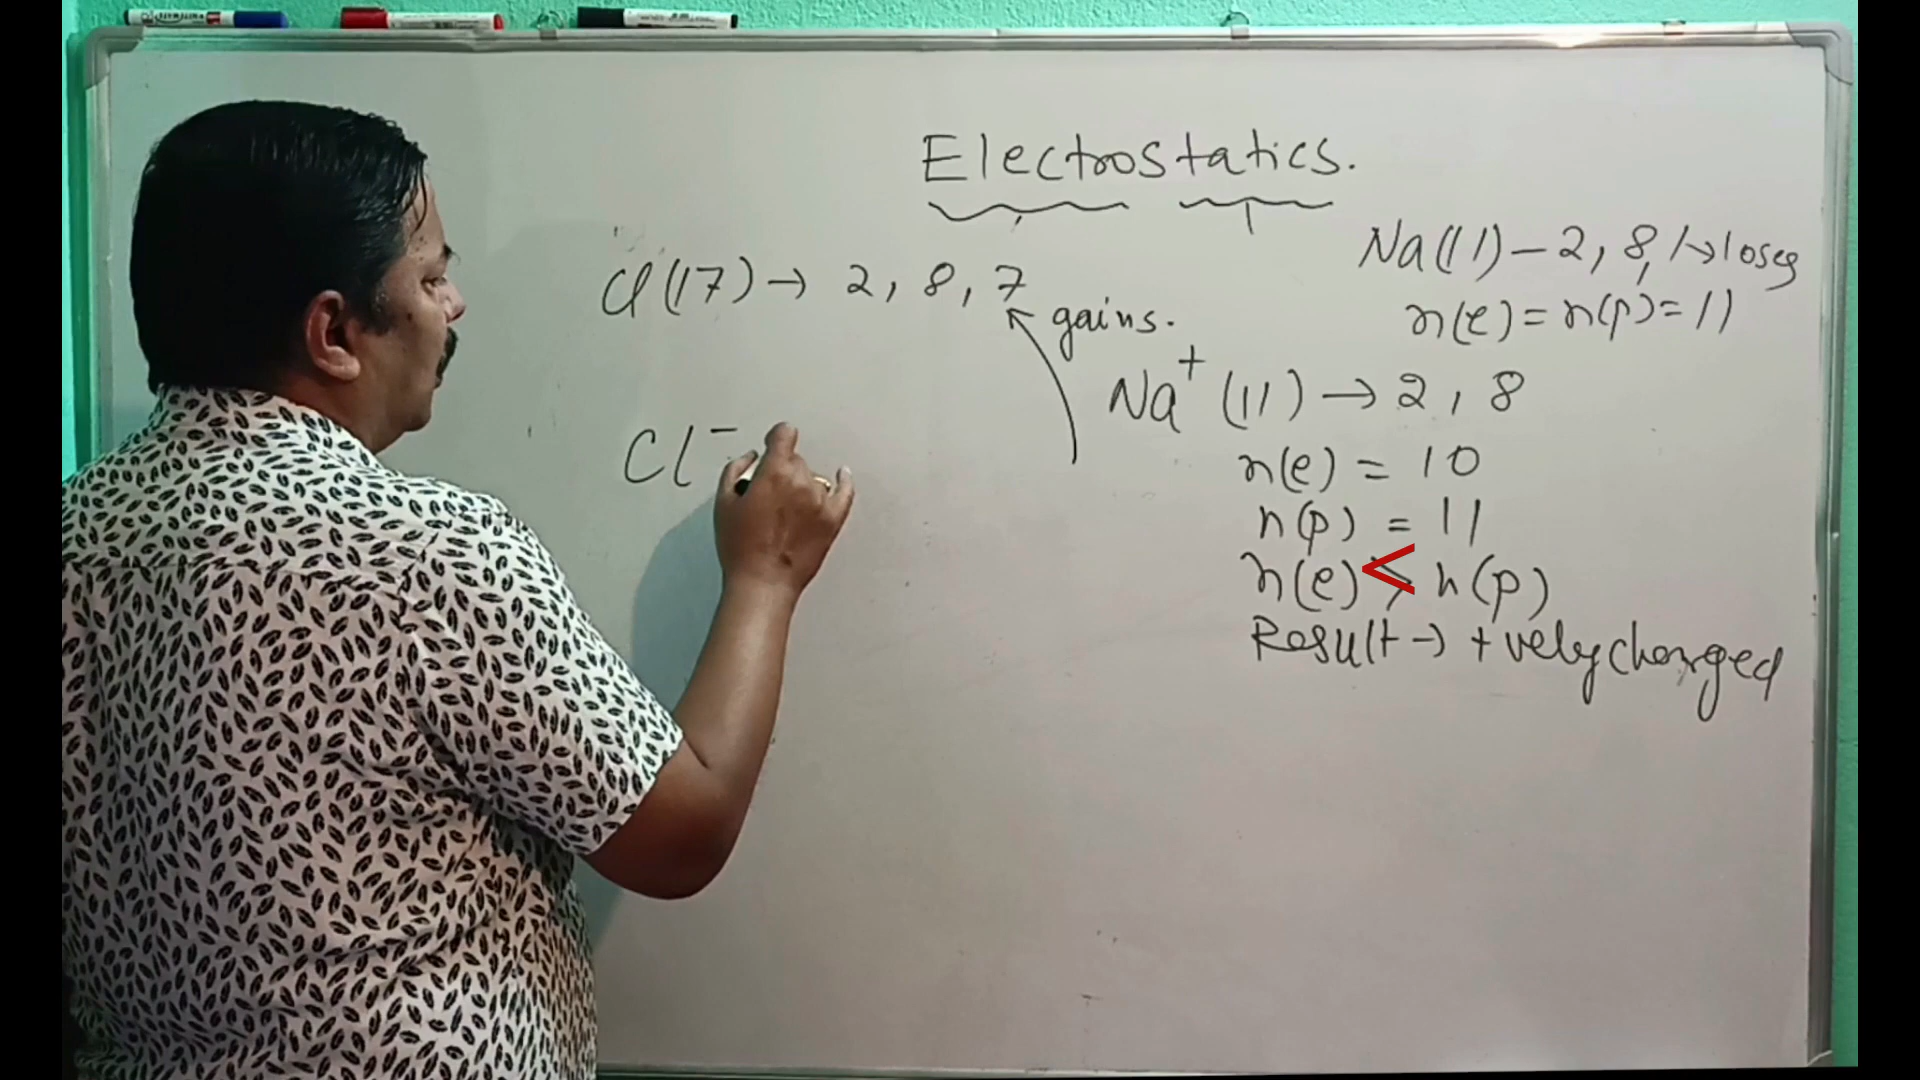 Electrostatics.
Cl(17) → 2, 8, 7
gains.
Cl⁻
Na(11) – 2, 8, 1→ loses
n(e) = n(p) = 11
Na⁺ (11) → 2, 8
n(e) = 10
n(p) = 11
n(e) < n(p)
Result → +vely charged